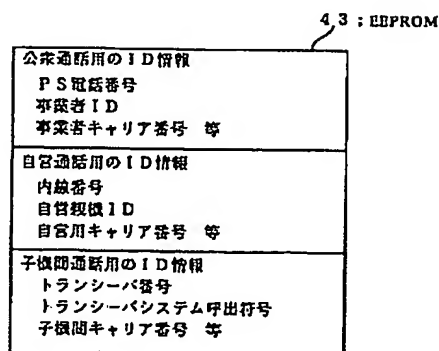 43 ; EEPROM
公衆通話用のID情報
PS電話番号
事業者ID
事業者キャリア番号 等
自営通話用のID情報
内線番号
自営親機ID
自営用キャリア番号 等
子機間通話用のID情報
トランシーバ番号
トランシーバシステム呼出符号
子機間キャリア番号 等